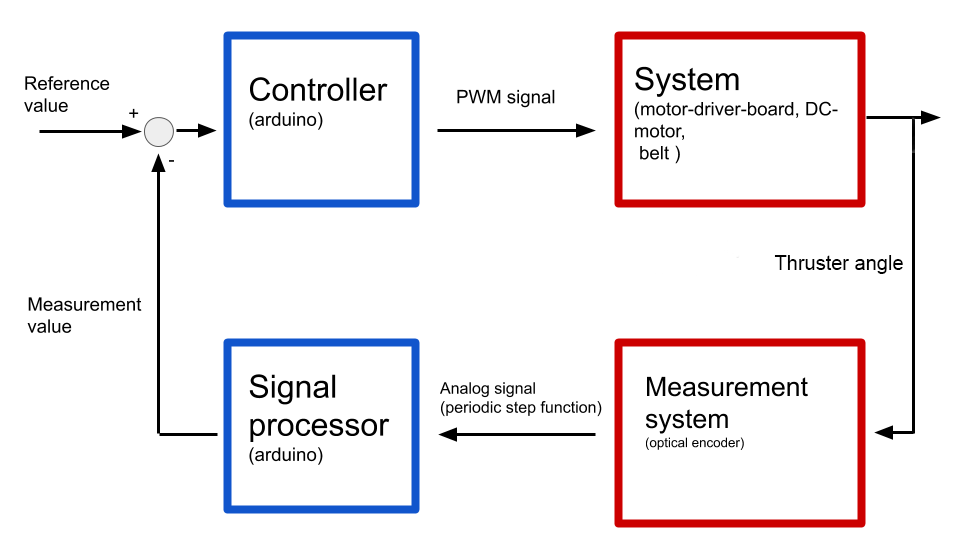 Reference
value
+
-
Controller
(arduino)
PWM signal
System
(motor-driver-board, DC-
motor,
belt )
Thruster angle
Measurement
value
Signal
processor
(arduino)
Analog signal
(periodic step function)
Measurement
system
(optical encoder)